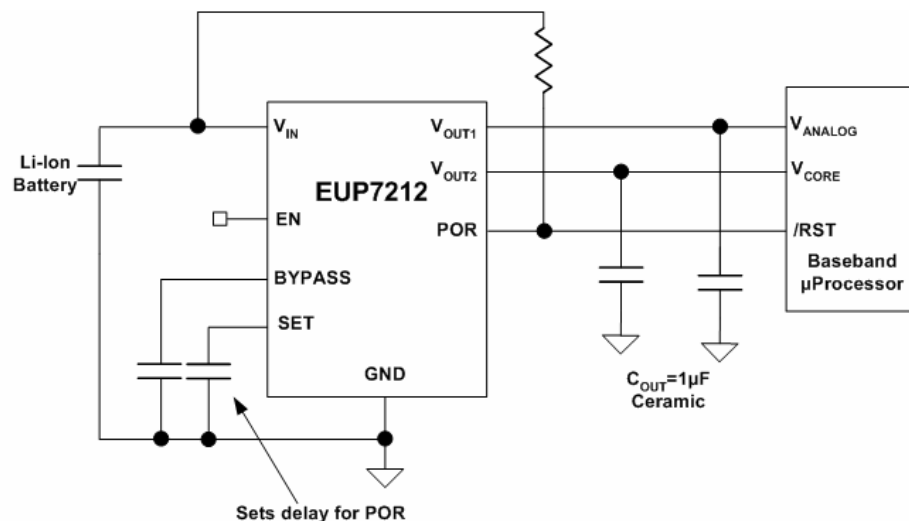 Li-Ion
Battery
V_IN
EN
BYPASS
SET
EUP7212
GND
V_OUT1
V_OUT2
POR
V_ANALOG
V_CORE
/RST
Baseband
µProcessor
C_OUT=1µF
Ceramic
Sets delay for POR